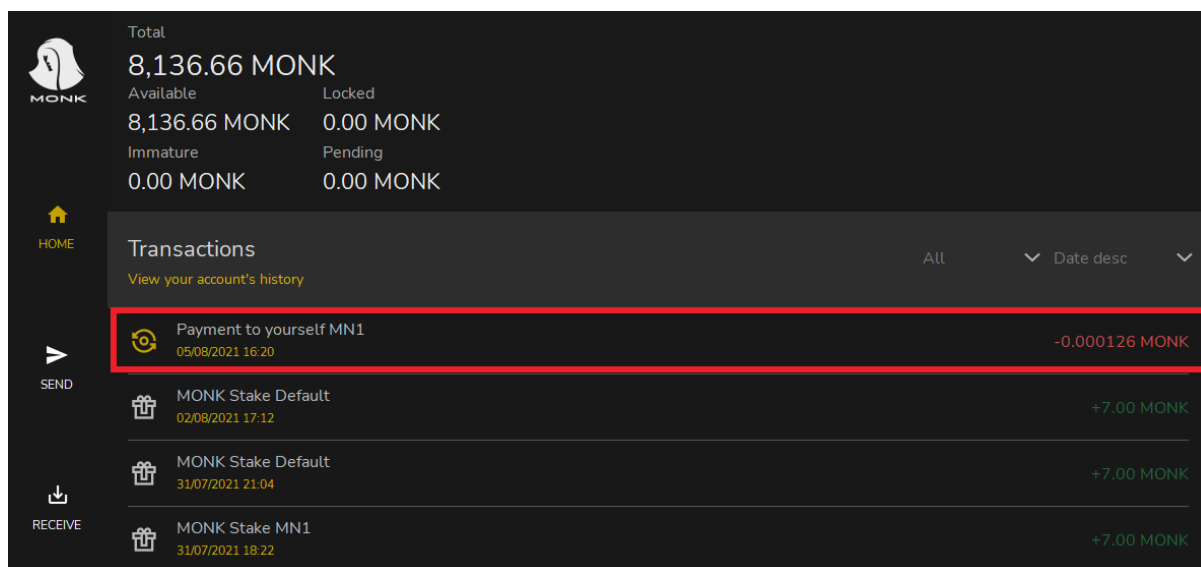 MONK
HOME
SEND
RECEIVE
Total
8,136.66 MONK
Available Locked
8,136.66 MONK 0.00 MONK
Immature Pending
0.00 MONK 0.00 MONK
Transactions All Date desc
View your account's history
Payment to yourself MN1
05/08/2021 16:20
-0.000126 MONK
MONK Stake Default
02/08/2021 17:12
+7.00 MONK
MONK Stake Default
31/07/2021 21:04
+7.00 MONK
MONK Stake MN1
31/07/2021 18:22
+7.00 MONK